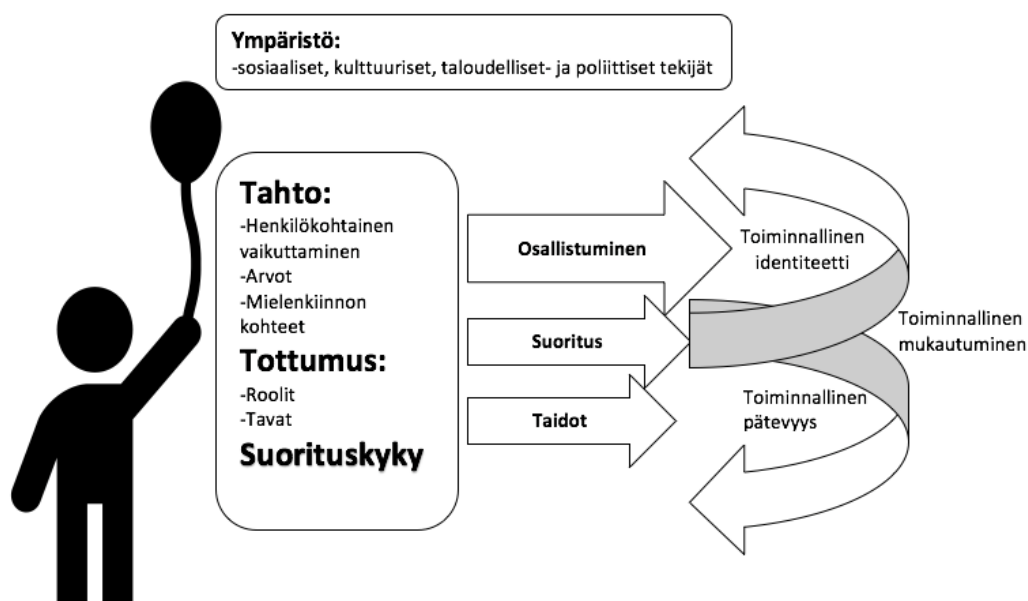 Ympäristö:
-sosiaaliset, kulttuuriset, taloudelliset- ja poliittiset tekijät
Tahto:
-Henkilökohtainen
vaikuttaminen
-Arvot
-Mielenkiinnon
kohteet
Tottumus:
-Roolit
-Tavat
Suorituskyky
Osallistuminen
Suoritus
Taidot
Toiminnallinen
identiteetti
Toiminnallinen
mukautuminen
Toiminnallinen
pätevyys